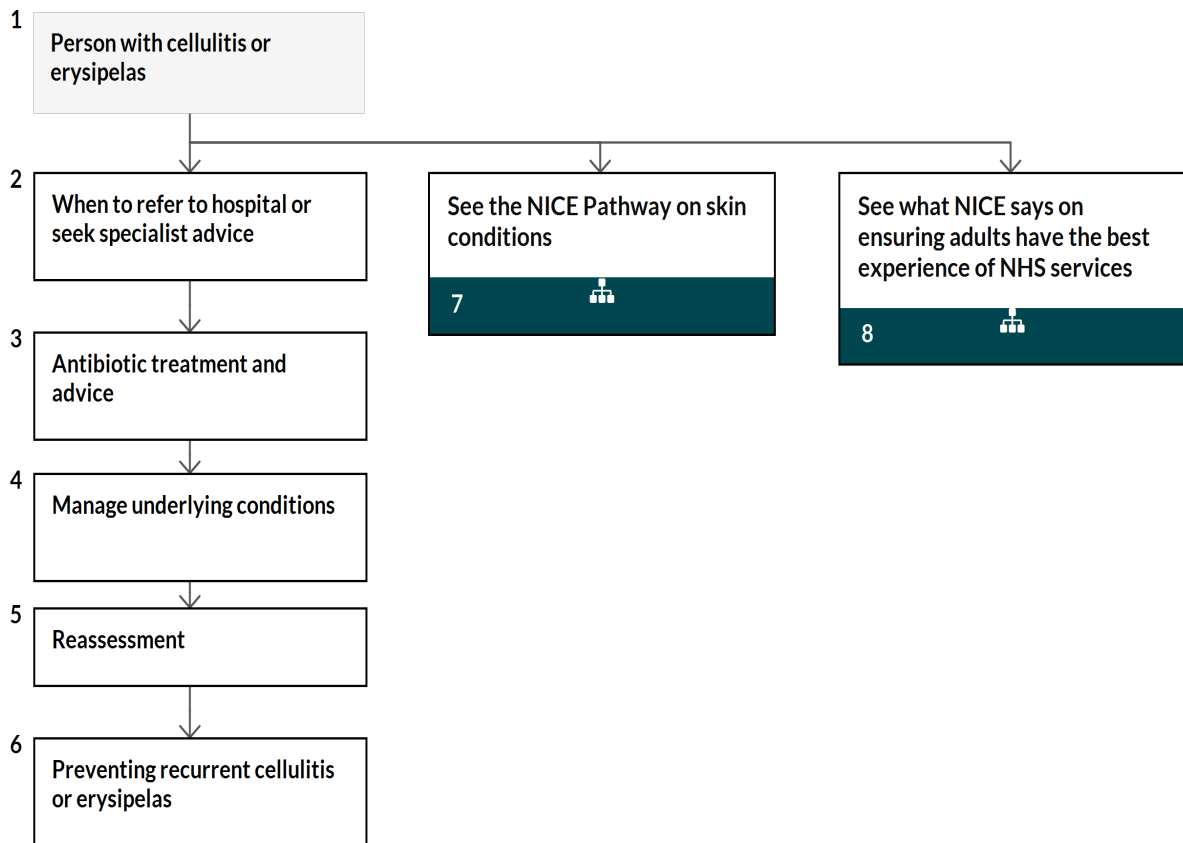 1
Person with cellulitis or
erysipelas
2
When to refer to hospital or
seek specialist advice
See the NICE Pathway on skin
conditions
7
See what NICE says on
ensuring adults have the best
experience of NHS services
8
3
Antibiotic treatment and
advice
4
Manage underlying conditions
5
Reassessment
6
Preventing recurrent cellulitis
or erysipelas